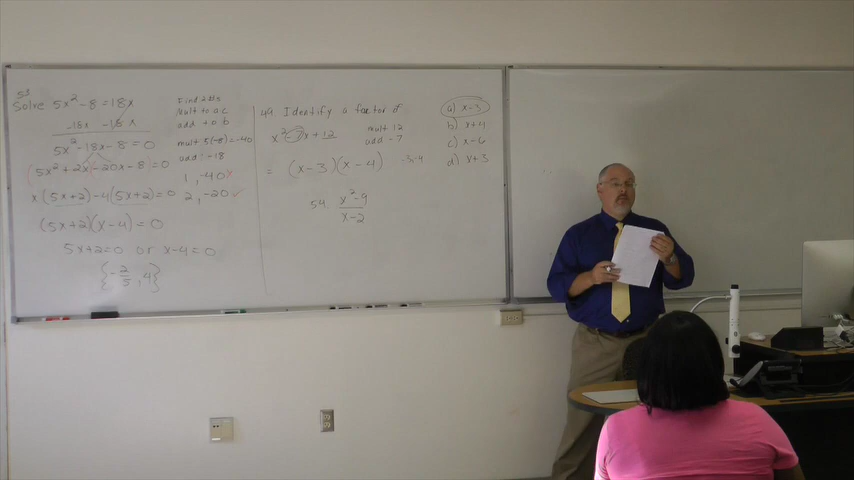 53
Solve 5x² - 8 = 18x
-18x -18x
5x² - 18x - 8 = 0
(5x² + 2x) - 20x - 8) = 0
x(5x + 2) - 4(5x + 2) = 0
(5x + 2)(x - 4) = 0
5x + 2 = 0 or x - 4 = 0
{-2/5, 4}
Find 2 #s
Mult to a c
add to b
mult 5(-8) = -40
add -18
1, -40
2, -20 ✓
49 Identify a factor of
x² - 7x + 12
mult 12
add -7
= (x - 3)(x - 4)
-3, -4
54 x² - 9
x - 2
a) x - 3
b) x + 4
c) x - 6
d) x + 3